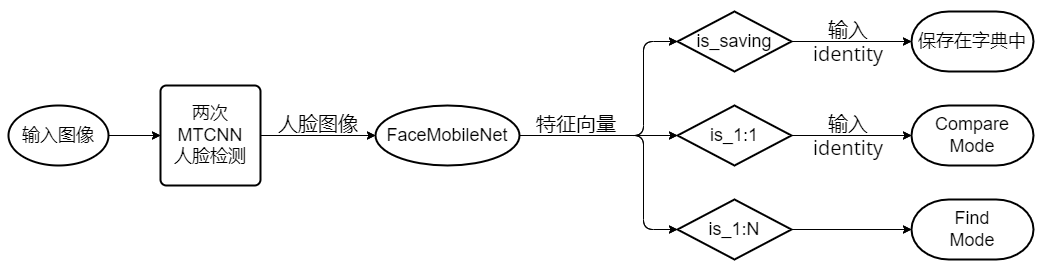 输入图像
两次
MTCNN
人脸检测
人脸图像
FaceMobileNet
特征向量
is_saving
输入
identity
保存在字典中
is_1:1
输入
identity
Compare
Mode
is_1:N
Find
Mode